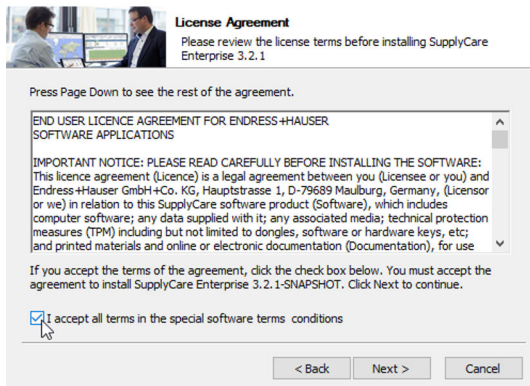 License Agreement
Please review the license terms before installing SupplyCare
Enterprise 3.2.1
Press Page Down to see the rest of the agreement.
END USER LICENCE AGREEMENT FOR ENDRESS+HAUSER
SOFTWARE APPLICATIONS
IMPORTANT NOTICE: PLEASE READ CAREFULLY BEFORE INSTALLING THE SOFTWARE:
This licence agreement (Licence) is a legal agreement between you (Licensee or you) and
Endress+Hauser GmbH+Co. KG, Hauptstrasse 1, D-79689 Maulburg, Germany, (Licensor
or we) in relation to this SupplyCare software product (Software), which includes
computer software; any data supplied with it; any associated media; technical protection
measures (TPM) including but not limited to dongles, software or hardware keys, etc;
and printed materials and online or electronic documentation (Documentation), for use
If you accept the terms of the agreement, click the check box below. You must accept the
agreement to install SupplyCare Enterprise 3.2.1-SNAPSHOT. Click Next to continue.
I accept all terms in the special software terms conditions
< Back Next > Cancel